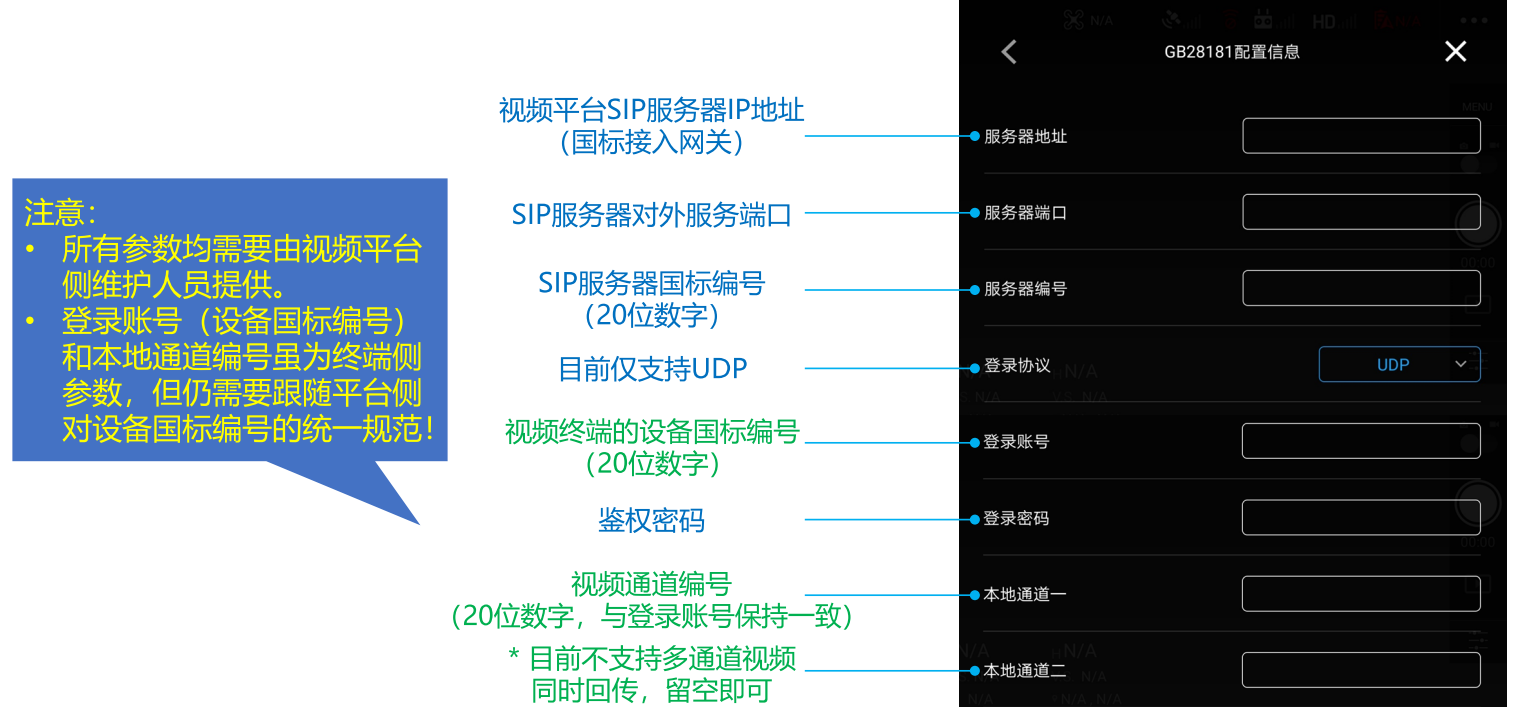 注意：
• 所有参数均需要由视频平台
侧维护人员提供。
• 登录账号（设备国标编号）
和本地通道编号虽为终端侧
参数，但仍需要跟随平台侧
对设备国标编号的统一规范！
视频平台SIP服务器IP地址
（国标接入网关）
SIP服务器对外服务端口
SIP服务器国标编号
（20位数字）
目前仅支持UDP
视频终端的设备国标编号
（20位数字）
鉴权密码
视频通道编号
（20位数字，与登录账号保持一致）
* 目前不支持多通道视频
同时回传，留空即可
N/A
HD
N/A
GB28181配置信息
MENU
服务器地址
服务器端口
00:00
服务器编号
登录协议
UDP
N/A
N/A
V.S. N/A
登录账号
登录密码
00:00
本地通道一
N/A
N/A
本地通道二
N/A
N/A
N/A
N/A